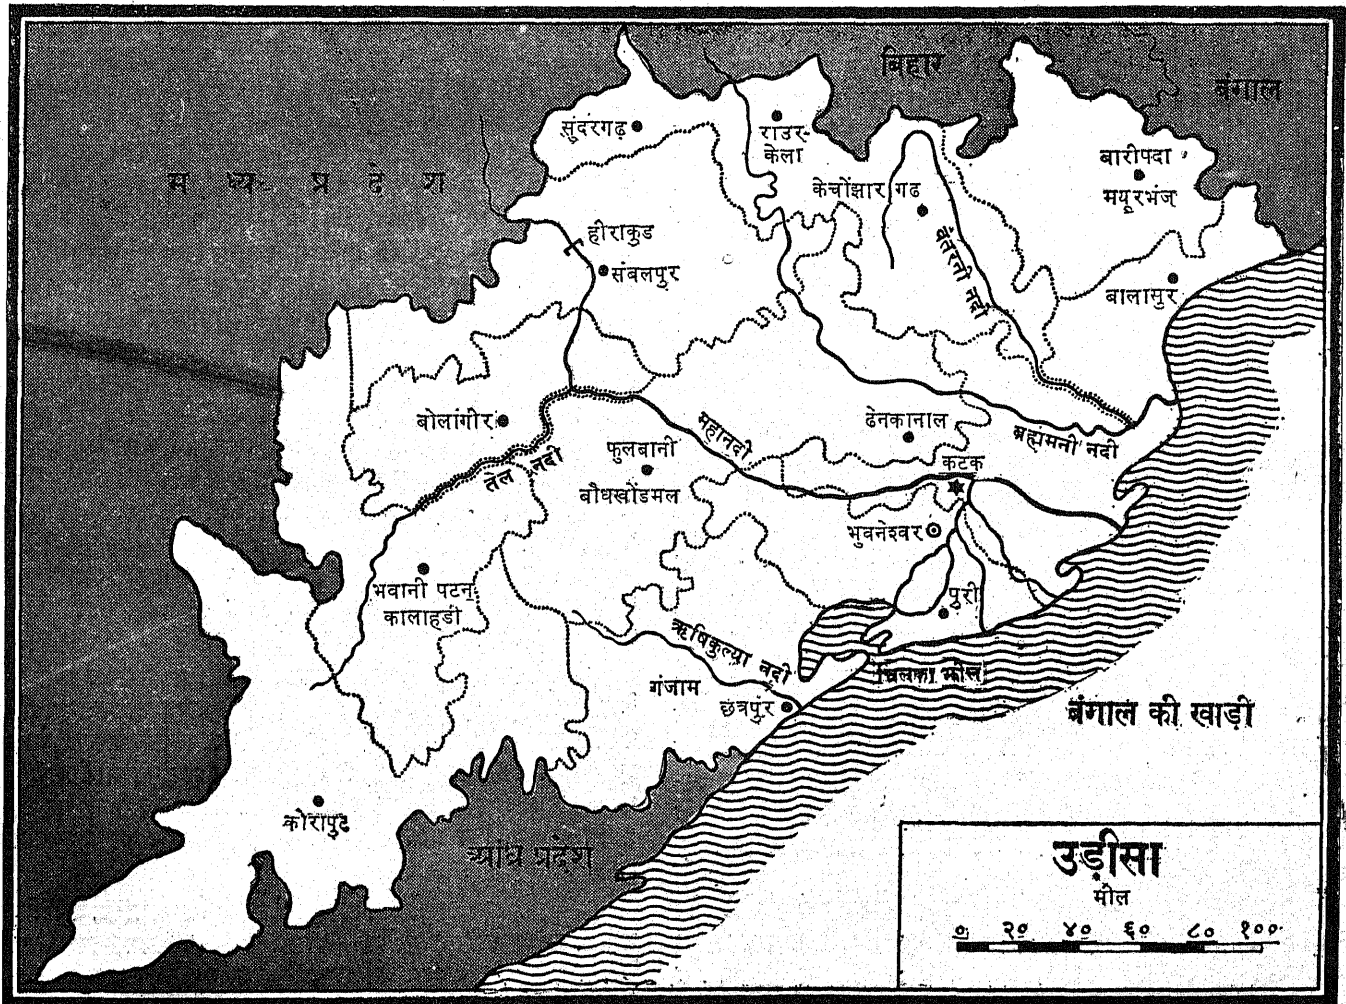 बिहार
बंगाल
मध्य प्रदेश
सुंदरगढ़
राउर-
केला
बारीपदा
मयूरभंज
केचोंझार गढ
वैतरनी नदी
हीराकुड
संबलपुर
बालासुर
बोलांगीर
तेल नदी
फुलबानी
बौधखोंडमल
महानदी
ढेनकानाल
ब्रह्यमनी नदी
कटक
भुवनेश्वर
पुरी
भवानी पटन
कालाहडी
ऋषिकुल्या नदी
गंजाम
छत्रपुर
चिलका झील
बंगाल की खाड़ी
कोरापुट
आंध्र प्रदेश
उड़ीसा
मील
० २० ४० ६० ८० १००